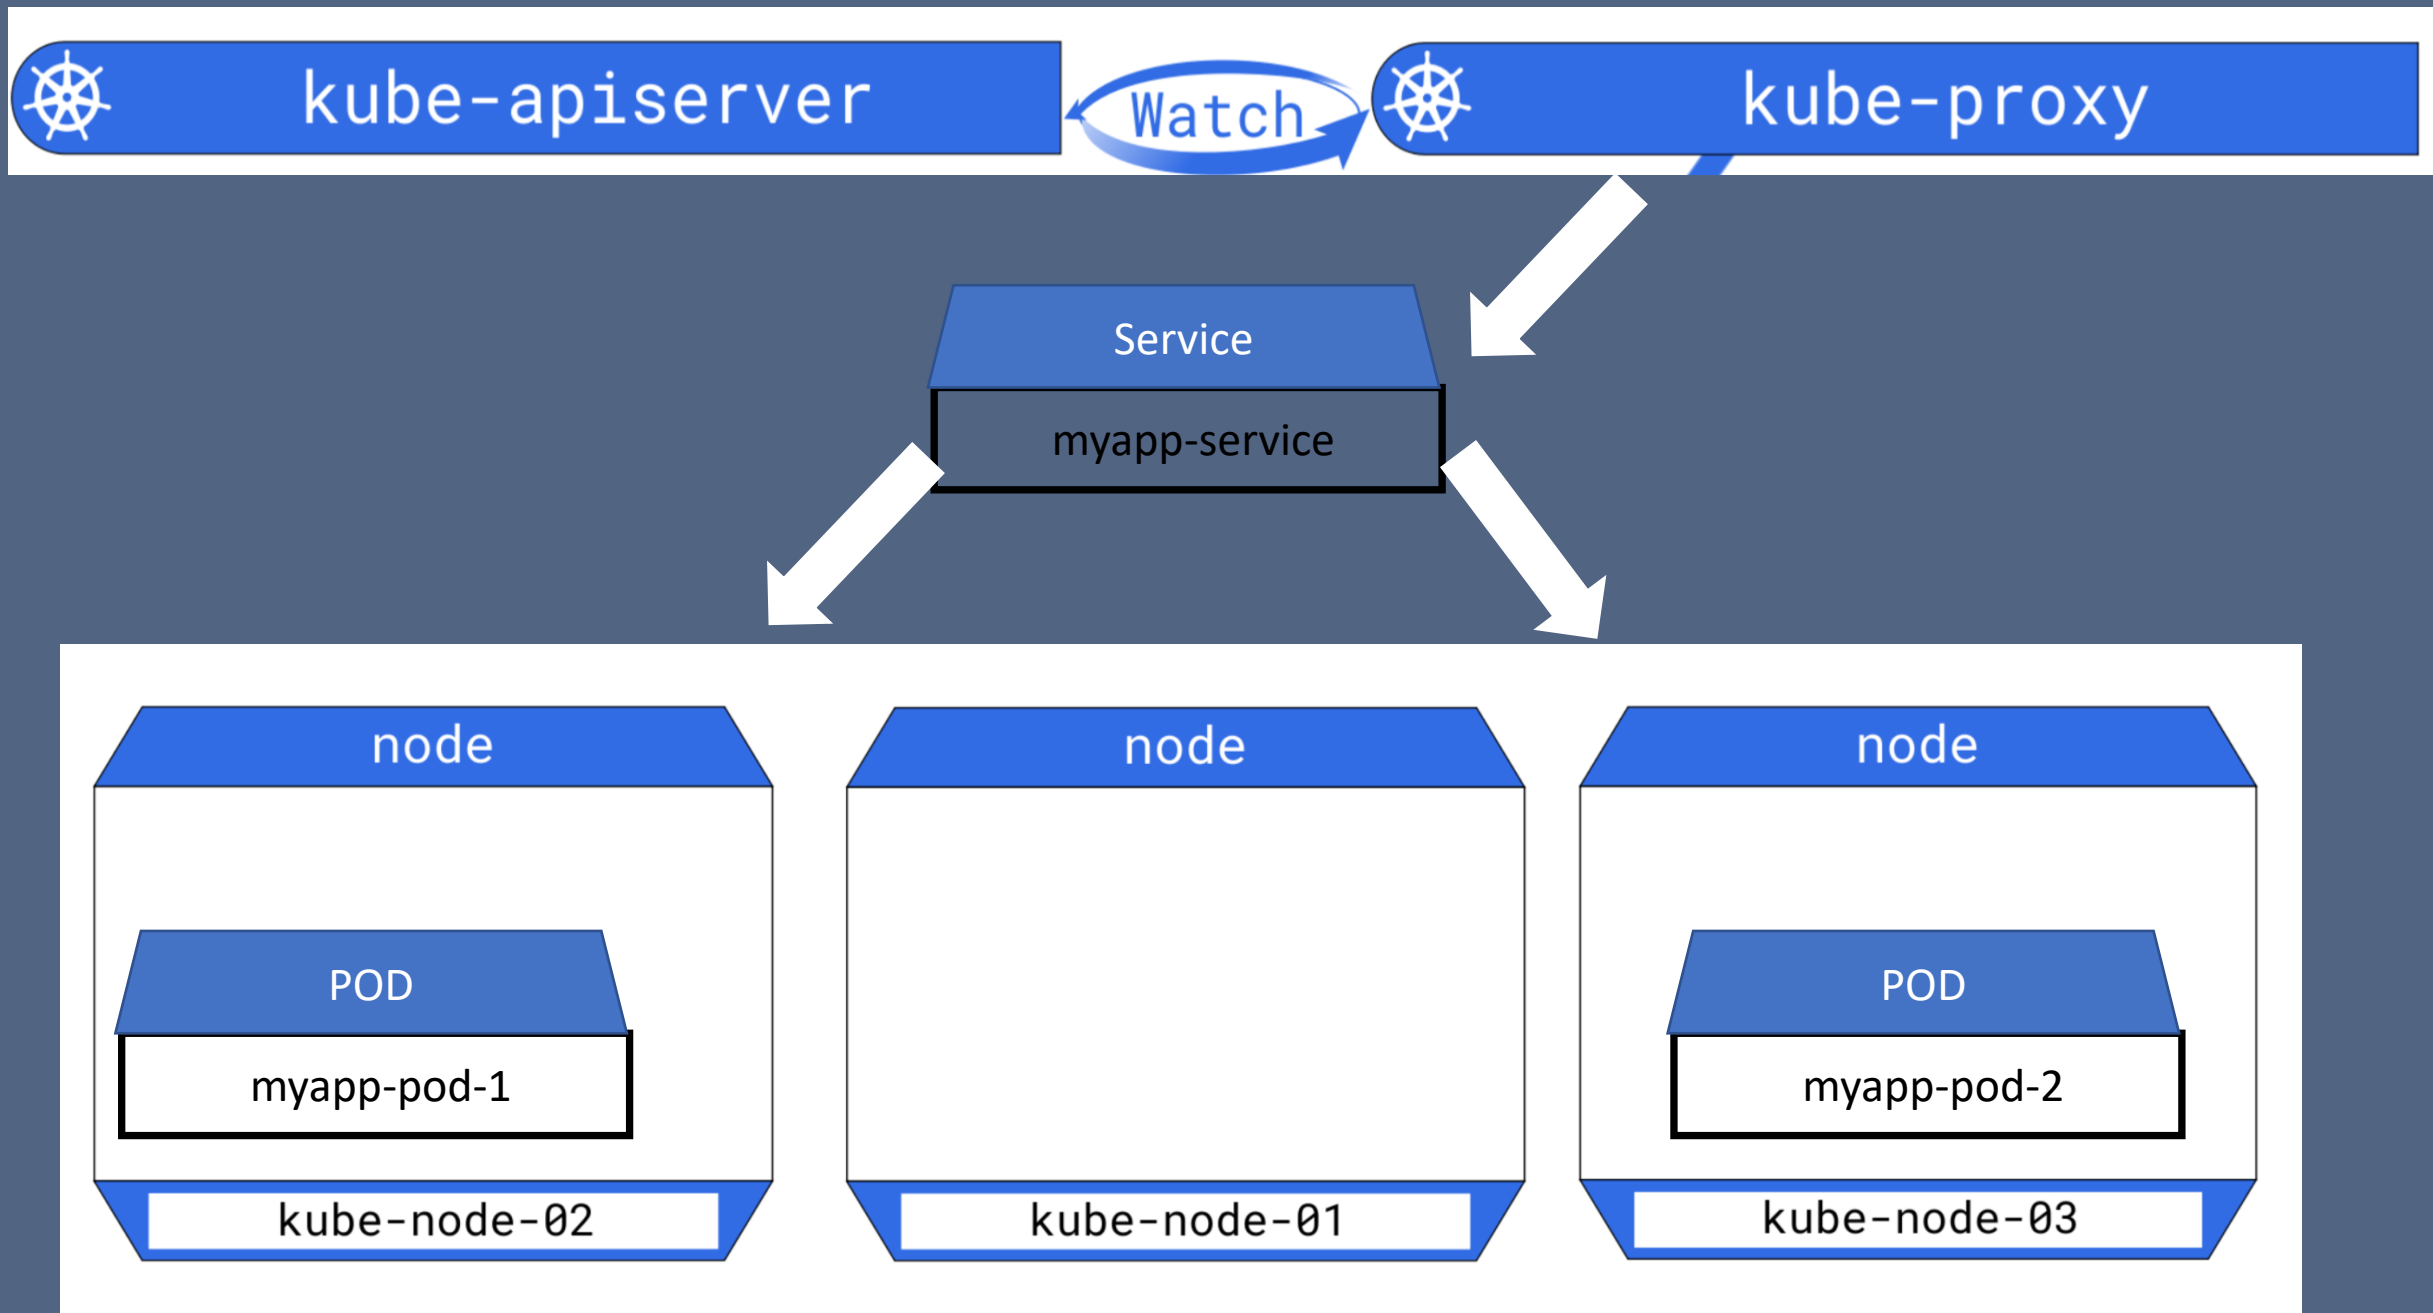 kube-apiserver
Watch
kube-proxy
Service
myapp-service
node
node
node
POD
POD
myapp-pod-1
myapp-pod-2
kube-node-02
kube-node-01
kube-node-03